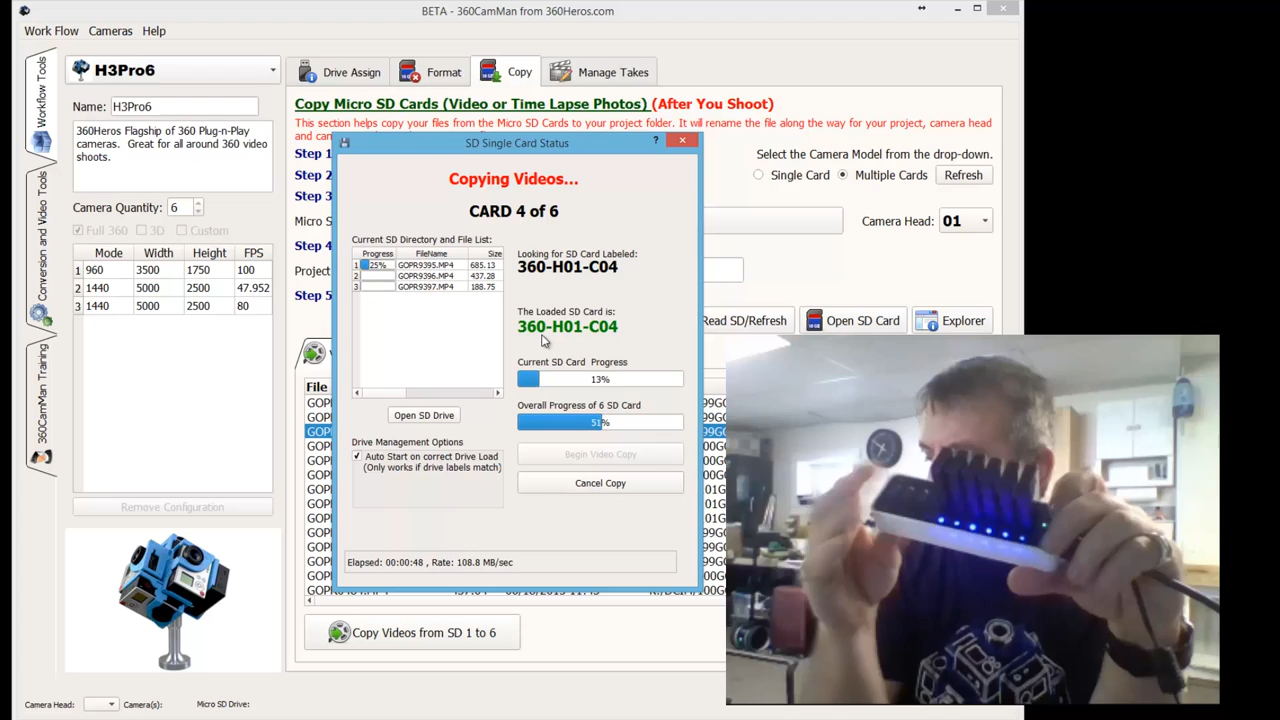 BETA - 360CamMan from 360Heros.com
Work Flow Cameras Help
Workflow Tools
Conversion and Video Tools
360CamMan Training
H3Pro6
Name: H3Pro6
360Heros Flagship of 360 Plug-n-Play
cameras. Great for all around 360 video
shoots.
Camera Quantity: 6
Full 360 3D Custom
Mode Width Height FPS
1 960 3500 1750 100
2 1440 5000 2500 47.952
3 1440 5000 2500 80
Remove Configuration
Drive Assign Format Copy Manage Takes
Copy Micro SD Cards (Video or Time Lapse Photos) (After You Shoot)
This section helps copy your files from the Micro SD Cards to your project folder. It will rename the file along the way for your project, camera head
Step 1
Step 2
Step 3
Micro S
Step 4
Project
Step 5
Select the Camera Model from the drop-down.
Single Card Multiple Cards Refresh
Camera Head: 01
Read SD/Refresh Open SD Card Explorer
File
SD Single Card Status
Copying Videos...
CARD 4 of 6
Current SD Directory and File List:
Progress FileName Size
1 25% GOPR9395.MP4 685.13
2 GOPR9396.MP4 437.28
3 GOPR9397.MP4 188.75
Open SD Drive
Drive Management Options
Auto Start on correct Drive Load
(Only works if drive labels match)
Looking for SD Card Labeled:
360-H01-C04
The Loaded SD Card is:
360-H01-C04
Current SD Card Progress
13%
Overall Progress of 6 SD Card
51%
Begin Video Copy
Cancel Copy
Elapsed: 00:00:48 , Rate: 108.8 MB/sec
Copy Videos from SD 1 to 6
Camera Head: Camera(s): Micro SD Drive: